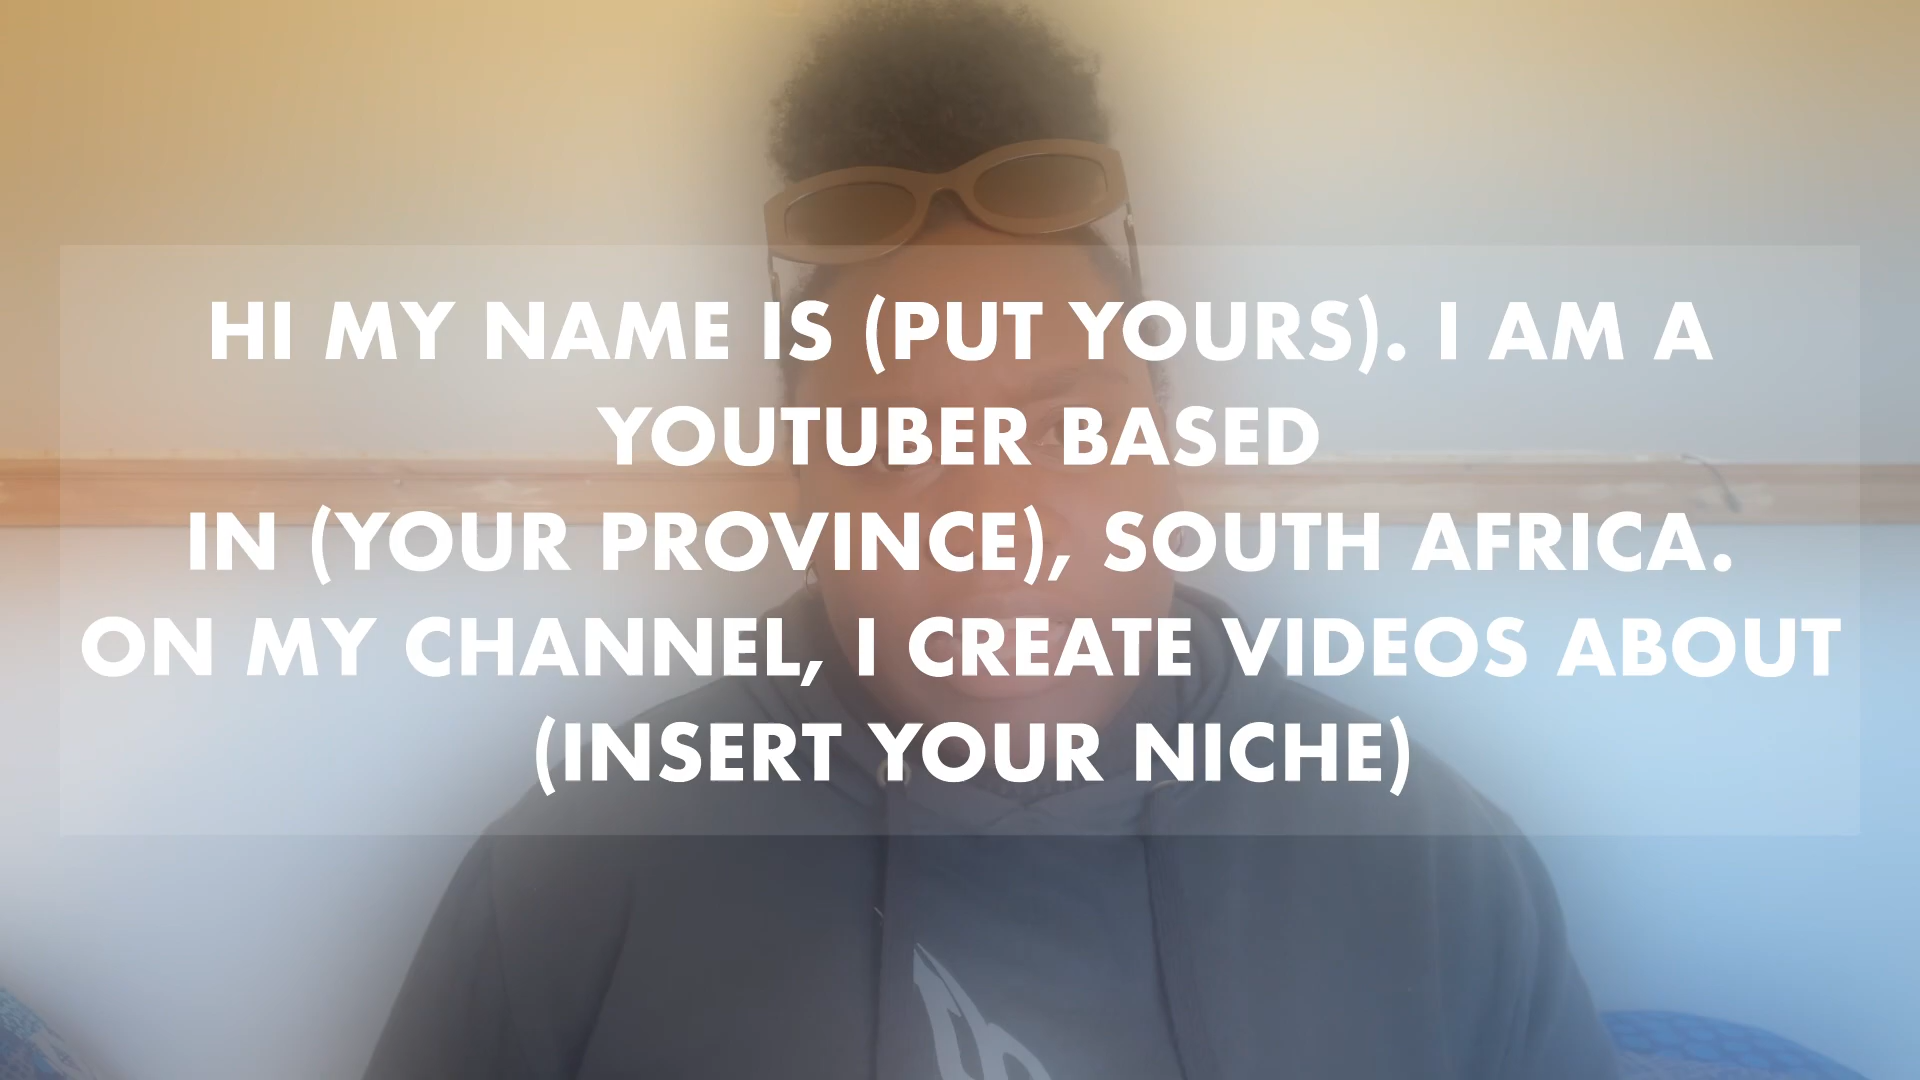 HI MY NAME IS (PUT YOURS). I AM A
YOUTUBER BASED
IN (YOUR PROVINCE), SOUTH AFRICA.
ON MY CHANNEL, I CREATE VIDEOS ABOUT
(INSERT YOUR NICHE)